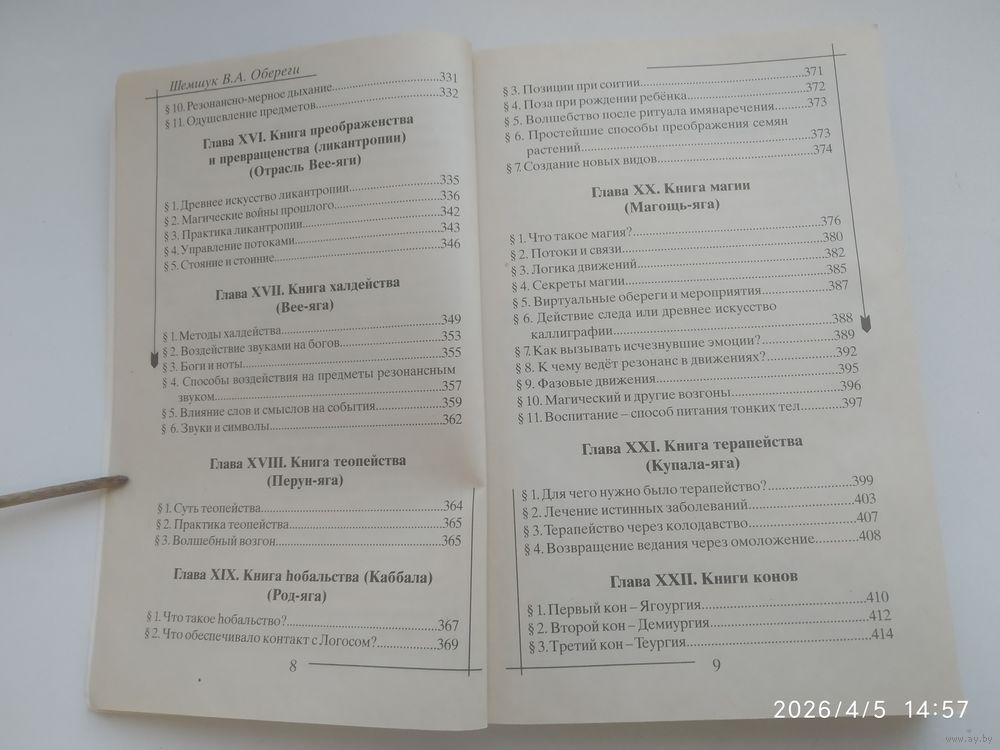 Шемшук В.А. Обереги
§ 10. Резонансно-мерное дыхание....331
§ 11. Одушевление предметов....332
Глава XVI. Книга преображенства
и превращенства (ликантропии)
(Отрасль Вее-яги)
§ 1. Древнее искусство ликантропии....335
§ 2. Магические войны прошлого....336
§ 3. Практика ликантропии....342
§ 4. Управление потоками....343
§ 5. Стояние и стоиние....346
Глава XVII. Книга халдейства
(Вее-яга)
§ 1. Методы халдейства....349
§ 2. Воздействие звуками на богов....353
§ 3. Боги и ноты....355
§ 4. Способы воздействия на предметы резонансным
звуком....357
§ 5. Влияние слов и смыслов на события....359
§ 6. Звуки и символы....362
Глава XVIII. Книга теопейства
(Перун-яга)
§ 1. Суть теопейства....364
§ 2. Практика теопейства....365
§ 3. Волшебный возгон....365
Глава XIX. Книга hобальства (Каббала)
(Род-яга)
§ 1. Что такое hобальство?....367
§ 2. Что обеспечивало контакт с Логосом?....369
8
§ 3. Позиции при соитии....371
§ 4. Поза при рождении ребёнка....372
§ 5. Волшебство после ритуала имянаречения....373
§ 6. Простейшие способы преображения семян
растений....373
§ 7. Создание новых видов....374
Глава XX. Книга магии
(Магощь-яга)
§ 1. Что такое магия?....376
§ 2. Потоки и связи....380
§ 3. Логика движений....382
§ 4. Секреты магии....385
§ 5. Виртуальные обереги и мероприятия....387
§ 6. Действие следа или древнее искусство
каллиграфии....388
§ 7. Как вызывать исчезнувшие эмоции?....389
§ 8. К чему ведёт резонанс в движениях?....392
§ 9. Фазовые движения....395
§ 10. Магический и другие возгоны....396
§ 11. Воспитание – способ питания тонких тел....397
Глава XXI. Книга терапейства
(Купала-яга)
§ 1. Для чего нужно было терапейство?....399
§ 2. Лечение истинных заболеваний....403
§ 3. Терапейство через колодавство....407
§ 4. Возвращение ведания через омоложение....408
Глава XXII. Книги конов
§ 1. Первый кон – Ягоургия....410
§ 2. Второй кон – Демиургия....412
§ 3. Третий кон – Теургия....414
9
2026/4/5 14:57
www.ay.by